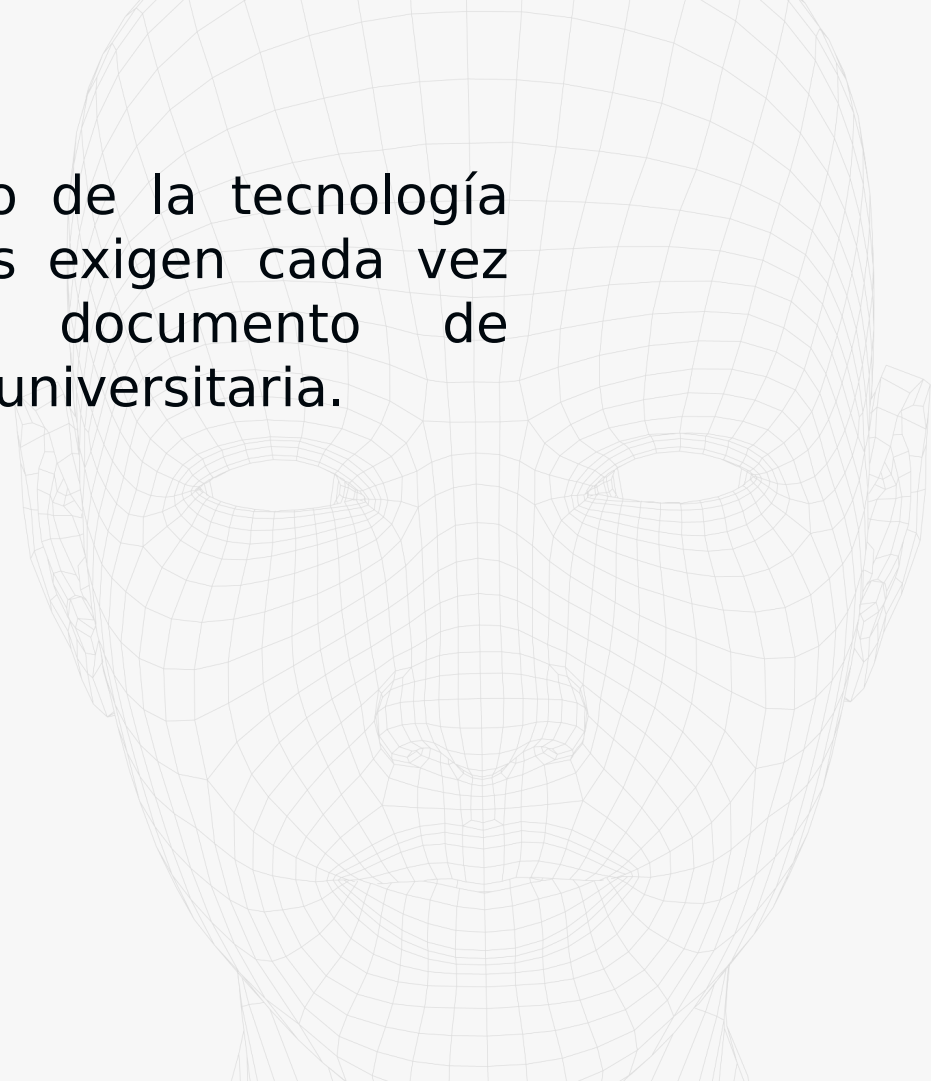 de la tecnología
exigen cada vez
documento de
universitaria.